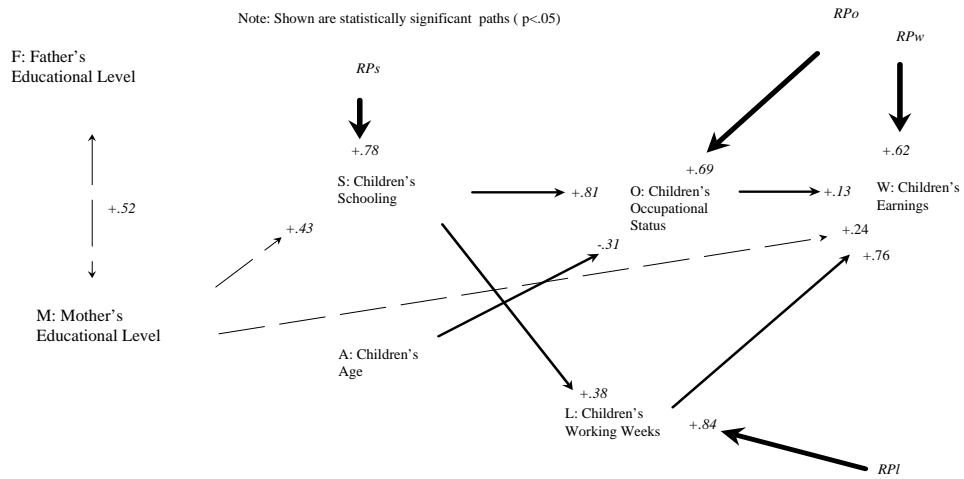 Note: Shown are statistically significant paths ( p<.05)
RPo
RPw
F: Father's
Educational Level
RPs
+.78
+.62
+.69
S: Children's
Schooling
+.81
O: Children's
Occupational
Status
+.13
W: Children's
Earnings
+.52
+.43
-.31
+.24
+.76
M: Mother's
Educational Level
A: Children's
Age
+.38
L: Children's
Working Weeks
+.84
RPl